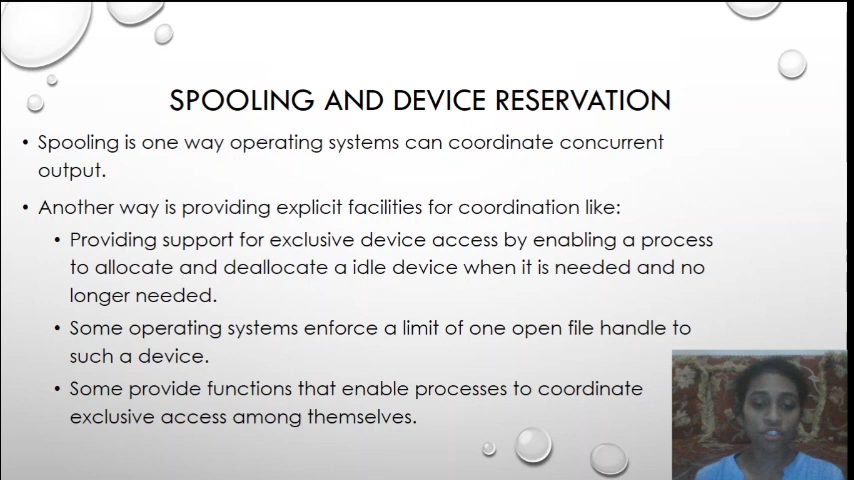 SPOOLING AND DEVICE RESERVATION
• Spooling is one way operating systems can coordinate concurrent
output.
• Another way is providing explicit facilities for coordination like:
• Providing support for exclusive device access by enabling a process
to allocate and deallocate a idle device when it is needed and no
longer needed.
• Some operating systems enforce a limit of one open file handle to
such a device.
• Some provide functions that enable processes to coordinate
exclusive access among themselves.